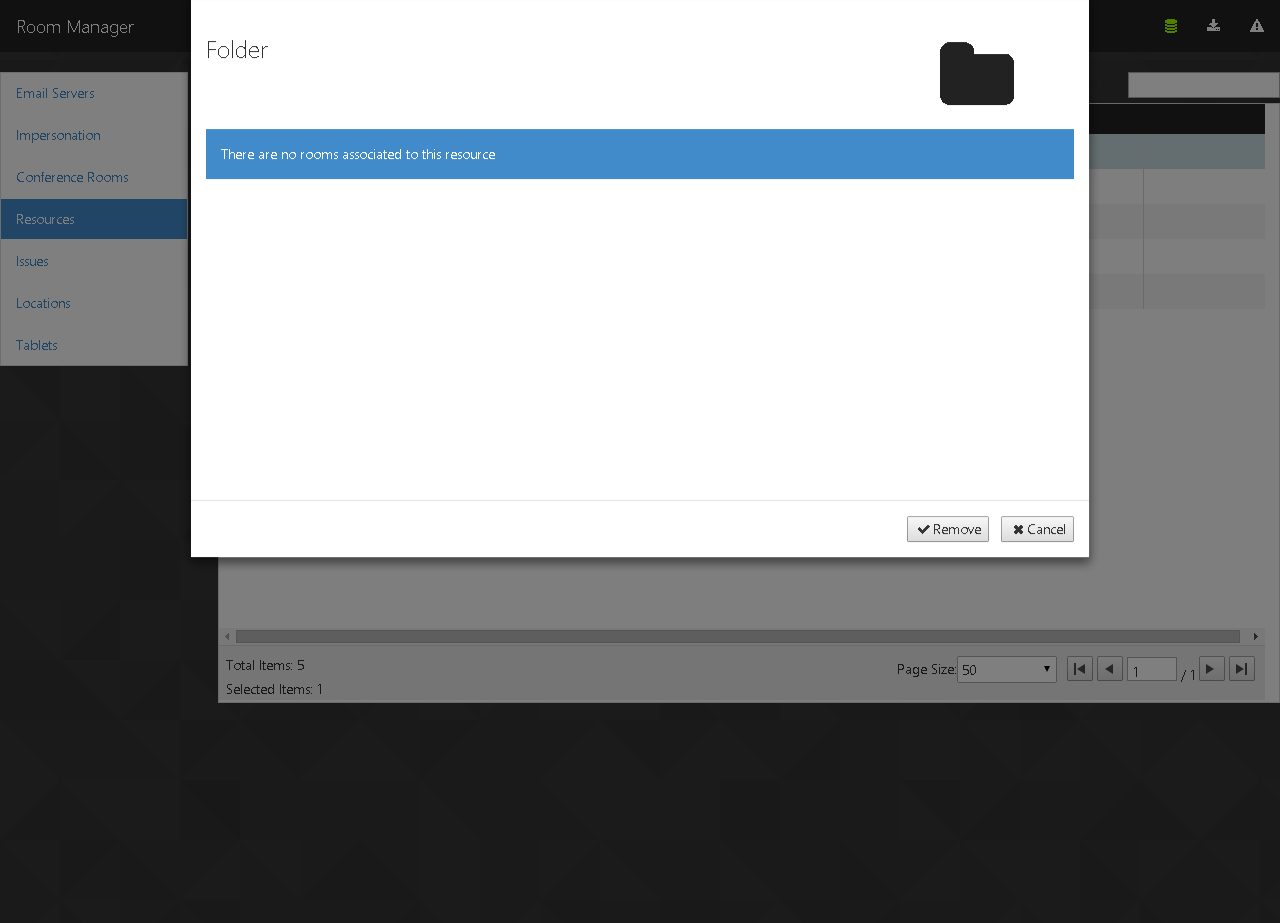 Room Manager
Folder
Email Servers
Impersonation
Conference Rooms
Resources
Issues
Locations
Tablets
There are no rooms associated to this resource
Remove
Cancel
Total Items: 5
Selected Items: 1
Page Size: 50
1 / 1